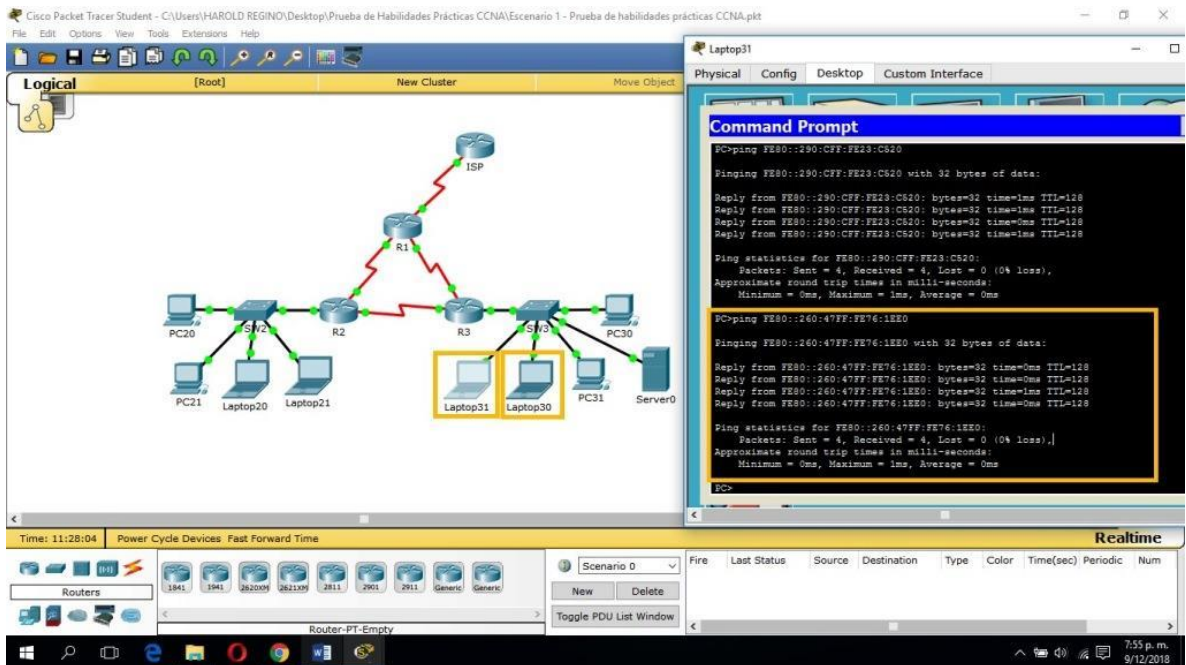 Cisco Packet Tracer Student - C:\Users\HAROLD REGINO\Desktop\Prueba de Habilidades Prácticas CCNA\Escenario 1 - Prueba de habilidades prácticas CCNA.pkt
File Edit Options View Tools Extensions Help
Logical [Root] New Cluster Move Object
ISP
R1
PC20 SW2 R2 R3 SW3 PC30
PC21 Laptop20 Laptop21 Laptop31 Laptop30 PC31 Server0
Laptop31
Physical Config Desktop Custom Interface
Command Prompt
PC>ping FE80::290:CFF:FE23:C520
Pinging FE80::290:CFF:FE23:C520 with 32 bytes of data:
Reply from FE80::290:CFF:FE23:C520: bytes=32 time=1ms TTL=128
Reply from FE80::290:CFF:FE23:C520: bytes=32 time=1ms TTL=128
Reply from FE80::290:CFF:FE23:C520: bytes=32 time=0ms TTL=128
Reply from FE80::290:CFF:FE23:C520: bytes=32 time=1ms TTL=128
Ping statistics for FE80::290:CFF:FE23:C520:
Packets: Sent = 4, Received = 4, Lost = 0 (0% loss),
Approximate round trip times in milli-seconds:
Minimum = 0ms, Maximum = 1ms, Average = 0ms
PC>ping FE80::260:47FF:FE76:1EE0
Pinging FE80::260:47FF:FE76:1EE0 with 32 bytes of data:
Reply from FE80::260:47FF:FE76:1EE0: bytes=32 time=0ms TTL=128
Reply from FE80::260:47FF:FE76:1EE0: bytes=32 time=0ms TTL=128
Reply from FE80::260:47FF:FE76:1EE0: bytes=32 time=1ms TTL=128
Reply from FE80::260:47FF:FE76:1EE0: bytes=32 time=0ms TTL=128
Ping statistics for FE80::260:47FF:FE76:1EE0:
Packets: Sent = 4, Received = 4, Lost = 0 (0% loss),
Approximate round trip times in milli-seconds:
Minimum = 0ms, Maximum = 1ms, Average = 0ms
PC>
Time: 11:28:04 Power Cycle Devices Fast Forward Time Realtime
Routers
1841 1941 2620XM 2621XM 2811 2901 2911 Generic Generic
Router-PT-Empty
Scenario 0
New Delete
Toggle PDU List Window
Fire Last Status Source Destination Type Color Time(sec) Periodic Num
7:55 p. m.
9/12/2018